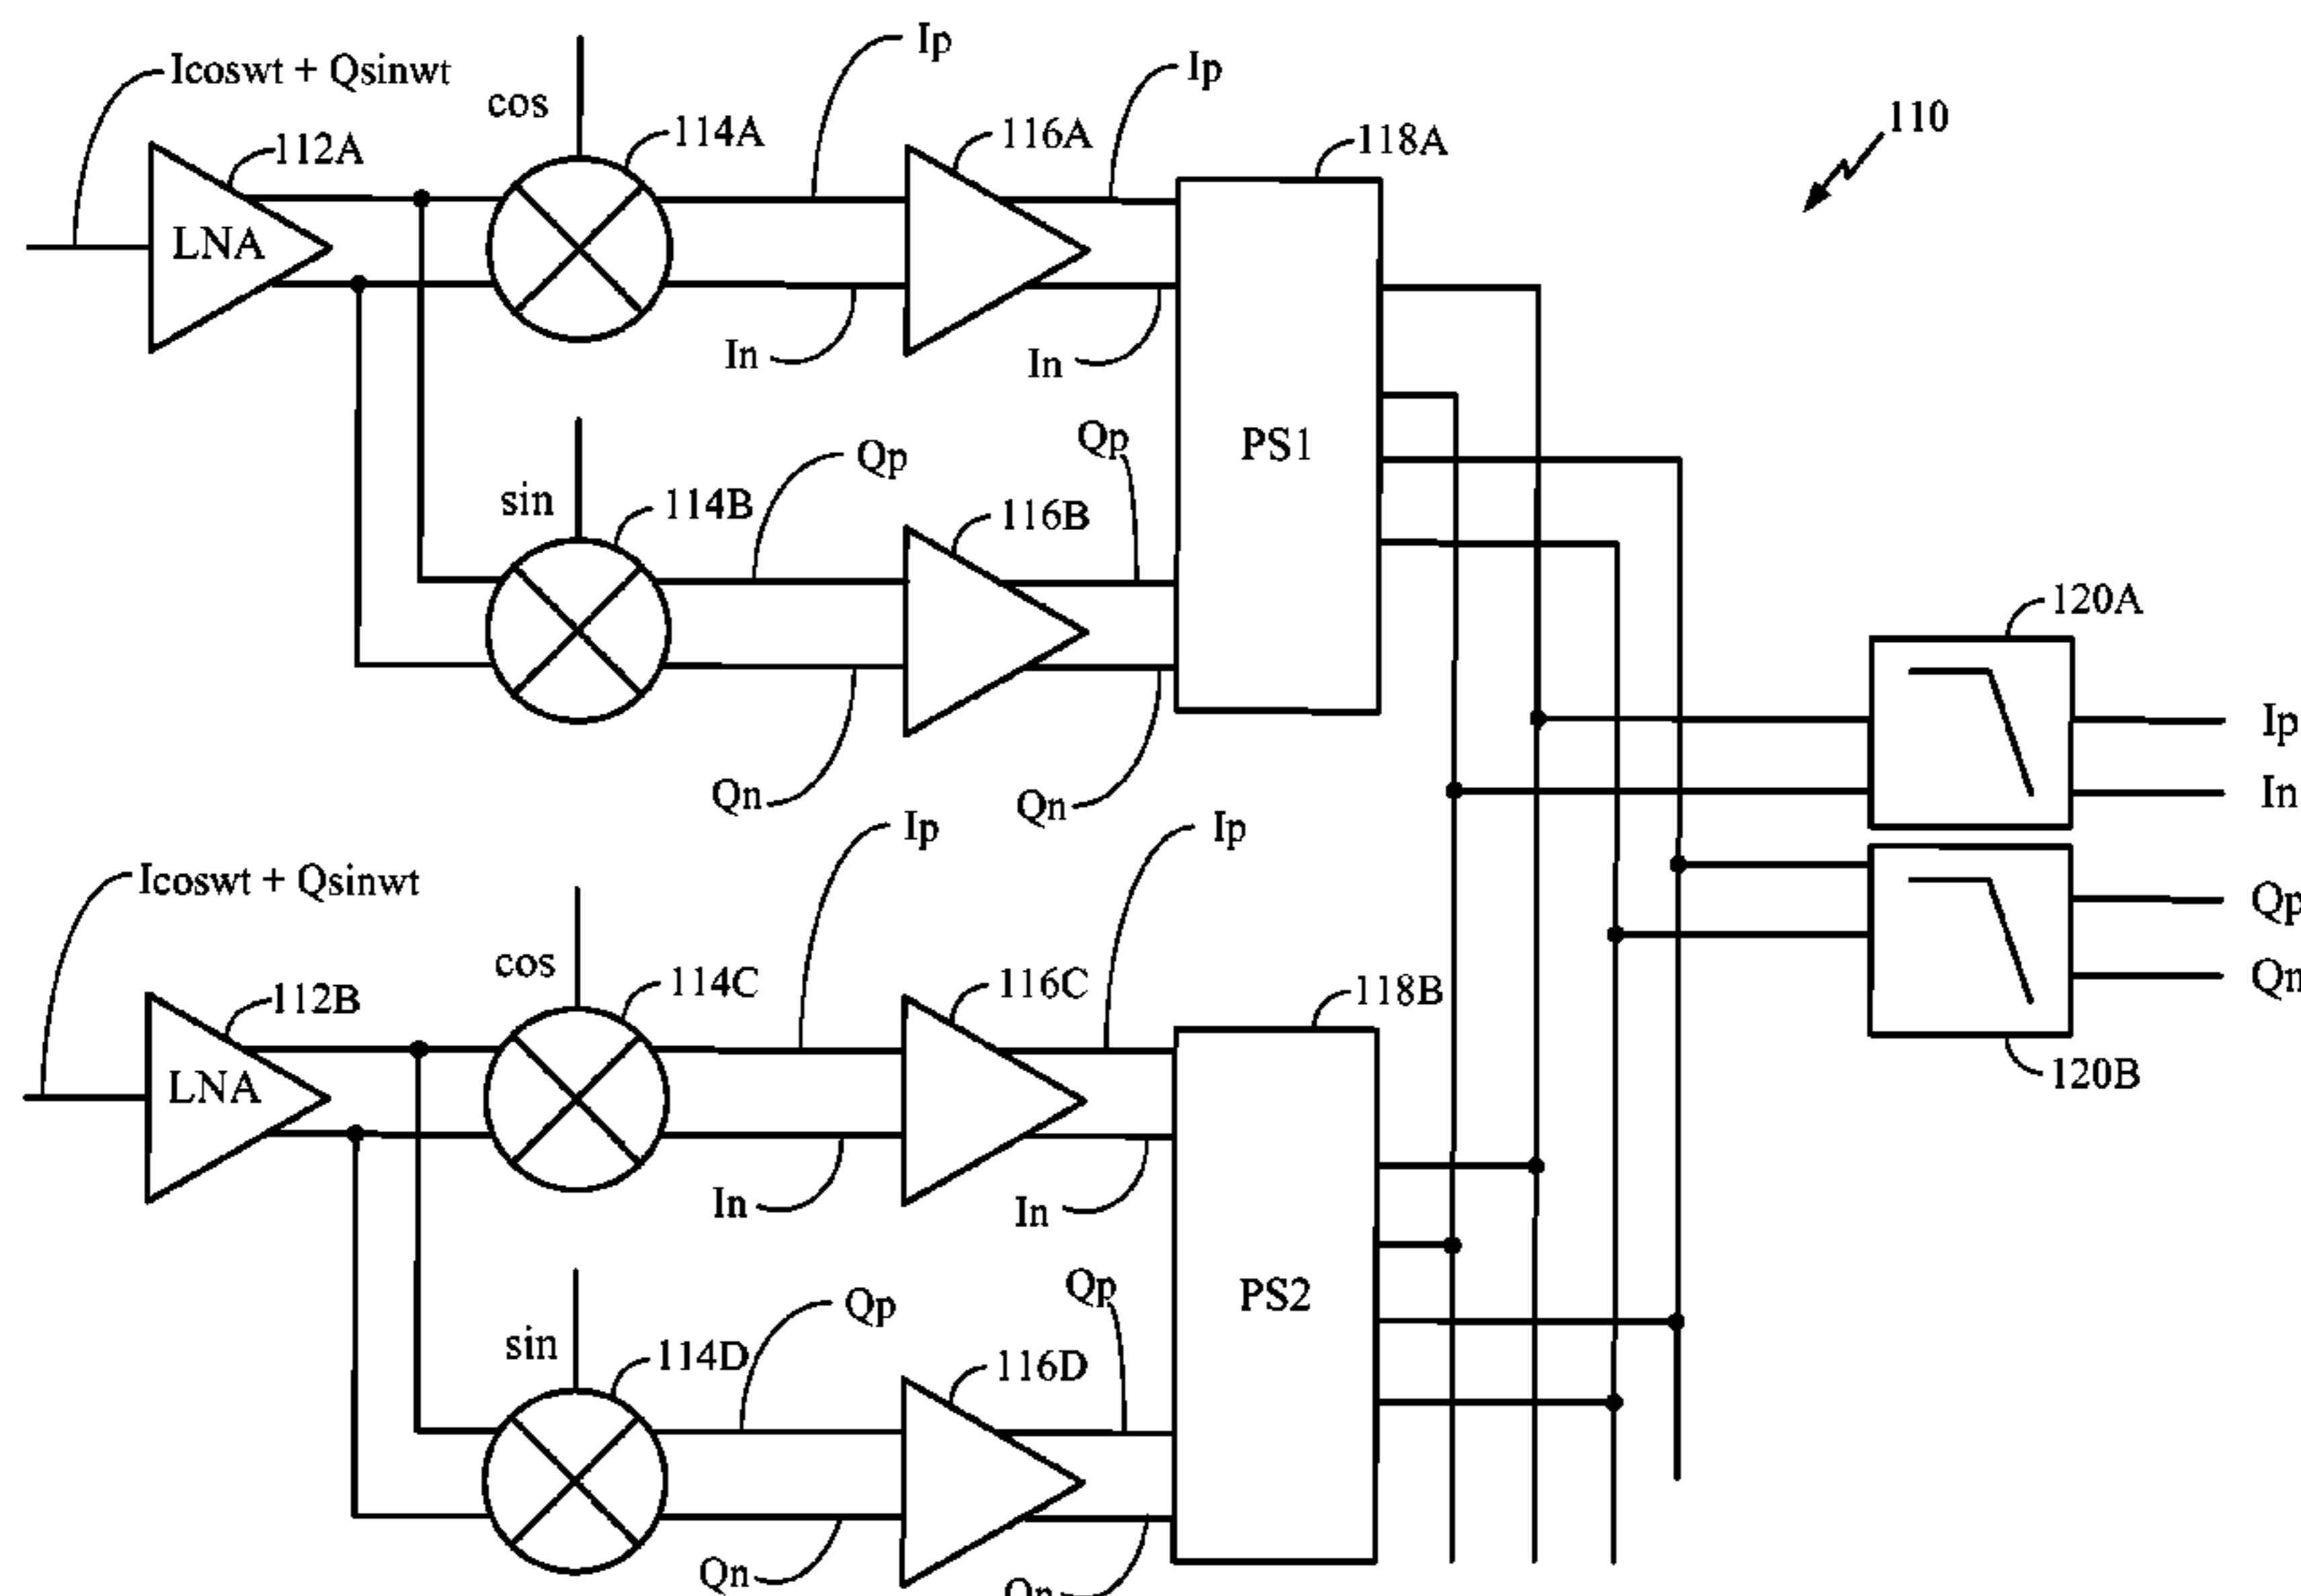 Icoswt + Qsinwt
Ip
Ip
cos
112A
114A
116A
118A
110
LNA
In
In
PS1
sin
Qp
Qp
114B
116B
120A
Ip
In
Qn
Qn
Icoswt + Qsinwt
Ip
Ip
Qp
Qn
cos
112B
114C
116C
118B
120B
LNA
In
In
PS2
sin
Qp
Qp
114D
116D
Qn
Qn